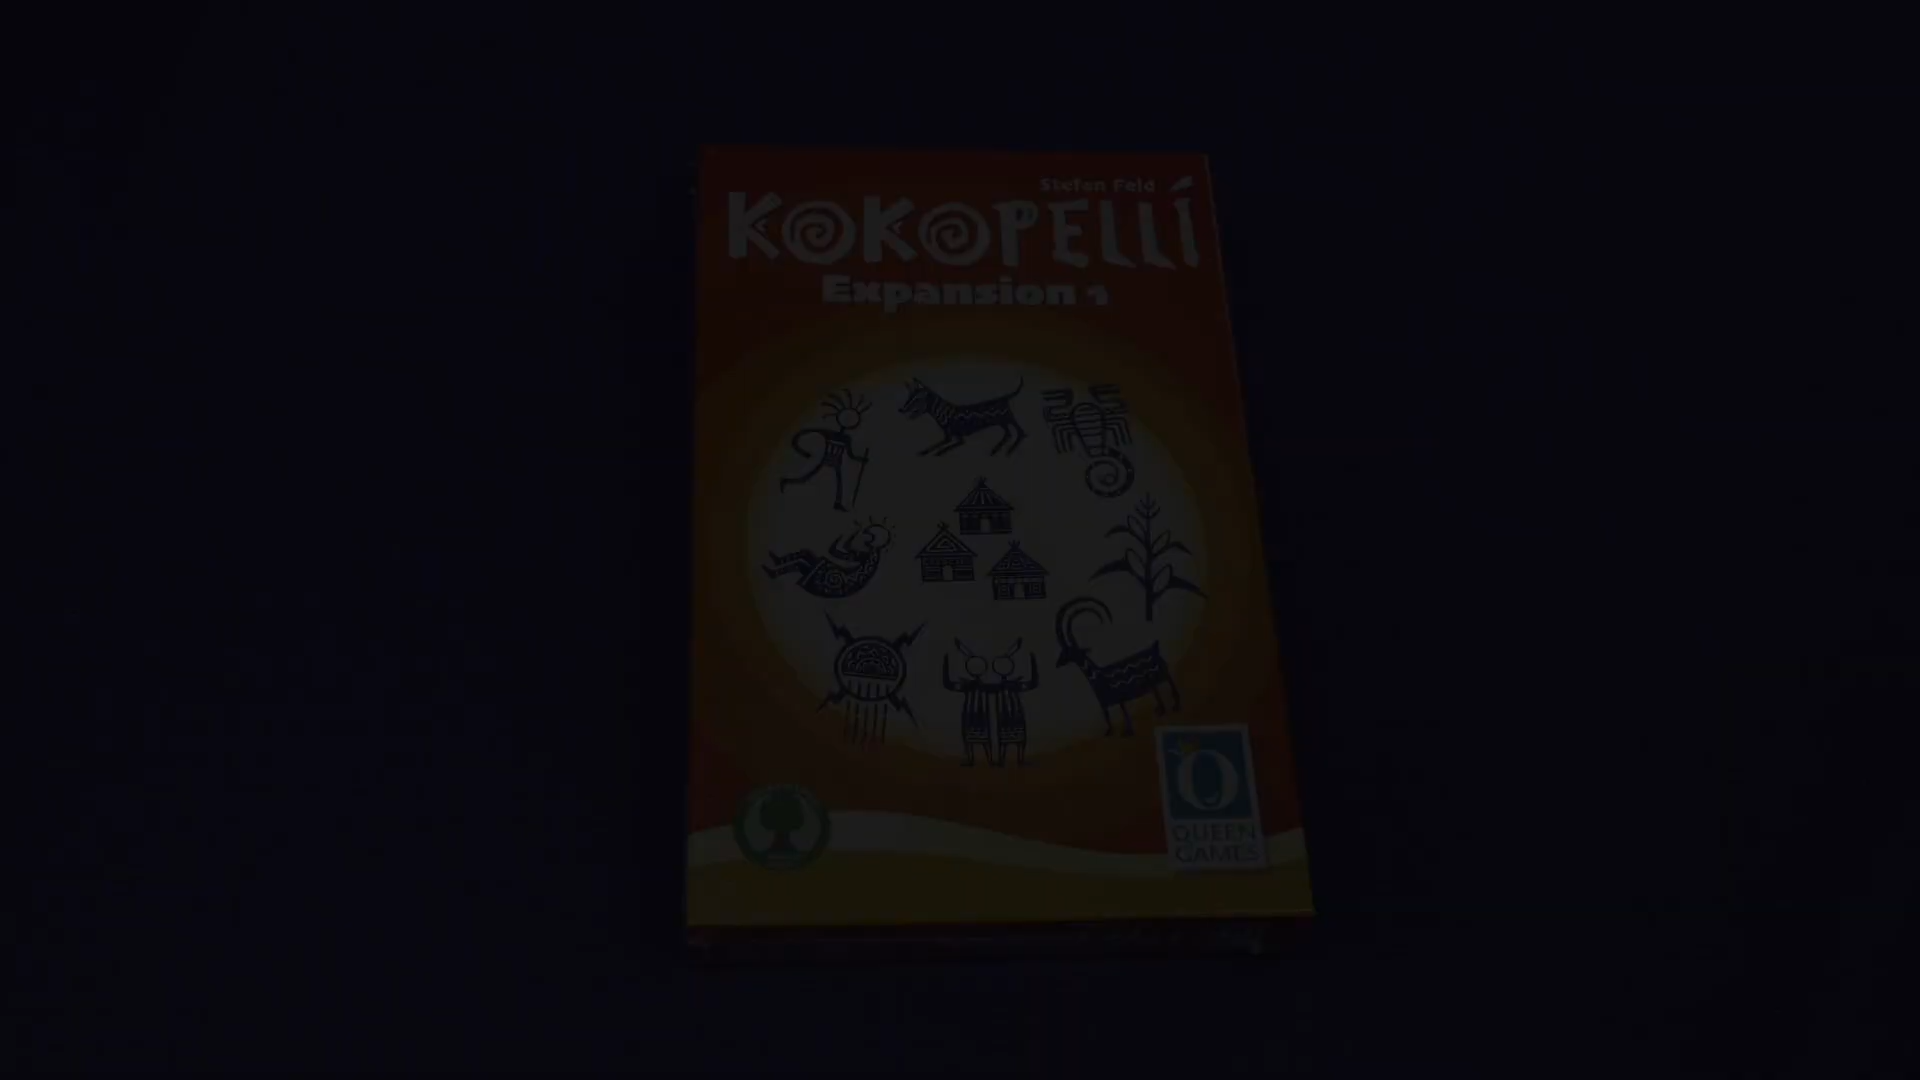 Stefan Feld
KOKOPELLI
Expansion 1
QUEEN
GAMES